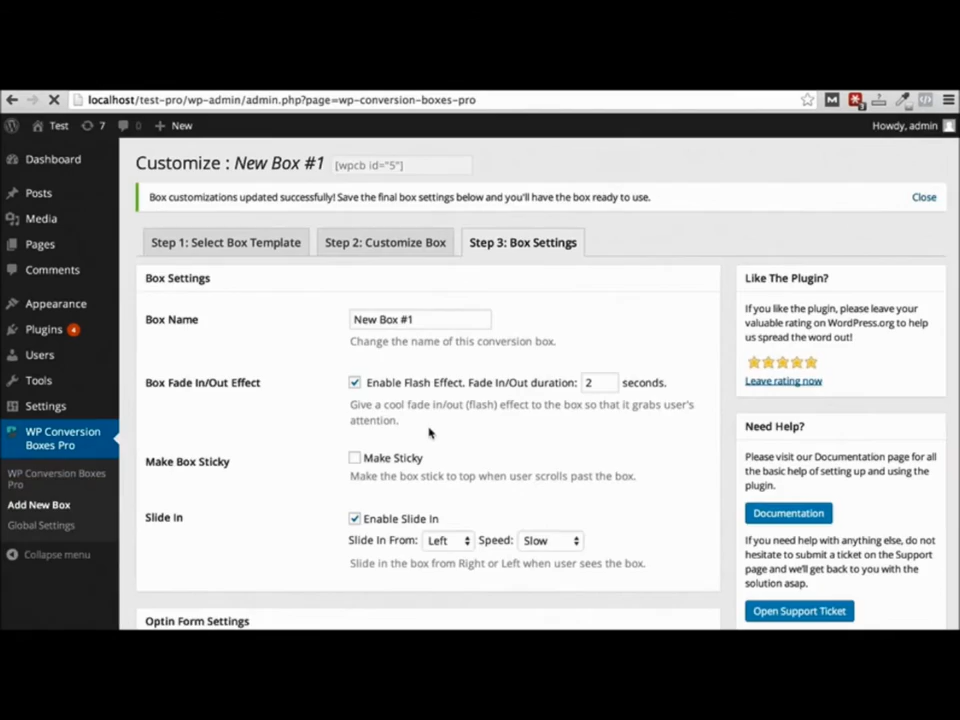 localhost/test-pro/wp-admin/admin.php?page=wp-conversion-boxes-pro
Test 7 0 New Howdy, admin
Dashboard
Posts
Media
Pages
Comments
Appearance
Plugins 4
Users
Tools
Settings
WP Conversion
Boxes Pro
WP Conversion Boxes
Pro
Add New Box
Global Settings
Collapse menu
Customize : New Box #1 [wpcb id="5"]
Box customizations updated successfully! Save the final box settings below and you'll have the box ready to use. Close
Step 1: Select Box Template Step 2: Customize Box Step 3: Box Settings
Box Settings
Box Name New Box #1
Change the name of this conversion box.
Box Fade In/Out Effect Enable Flash Effect. Fade In/Out duration: 2 seconds.
Give a cool fade in/out (flash) effect to the box so that it grabs user's
attention.
Make Box Sticky Make Sticky
Make the box stick to top when user scrolls past the box.
Slide In Enable Slide In
Slide In From: Left Speed: Slow
Slide in the box from Right or Left when user sees the box.
Optin Form Settings
Like The Plugin?
If you like the plugin, please leave your
valuable rating on WordPress.org to help
us spread the word out!
Leave rating now
Need Help?
Please visit our Documentation page for all
the basic help of setting up and using the
plugin.
Documentation
If you need help with anything else, do not
hesitate to submit a ticket on the Support
page and we'll get back to you with the
solution asap.
Open Support Ticket